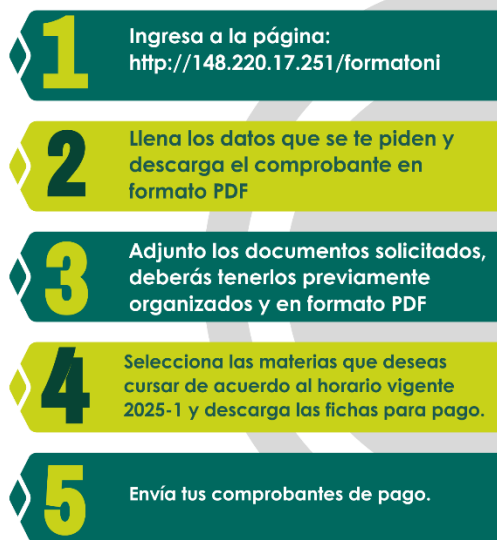 1
Ingresa a la página:
http://148.220.17.251/formatoni
2
Llena los datos que se te piden y
descarga el comprobante en
formato PDF
3
Adjunto los documentos solicitados,
deberás tenerlos previamente
organizados y en formato PDF
4
Selecciona las materias que deseas
cursar de acuerdo al horario vigente
2025-1 y descarga las fichas para pago.
5
Envía tus comprobantes de pago.